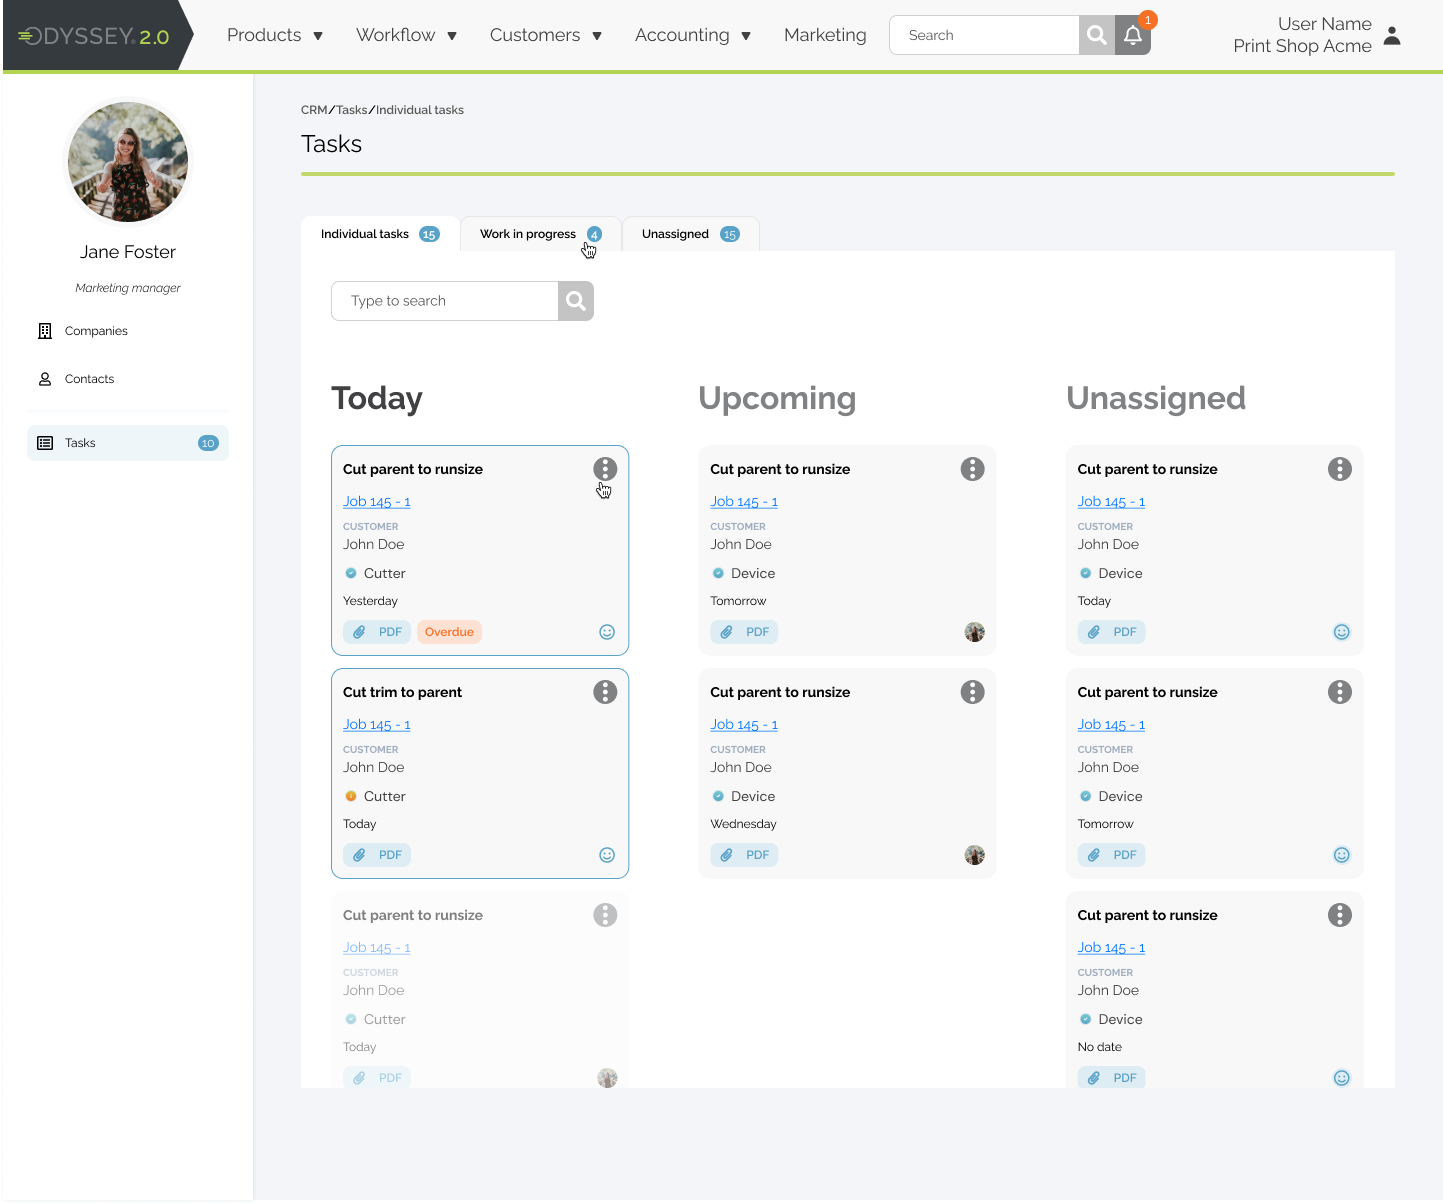 ODYSSEY® 2.0
Products ▼ Workflow ▼ Customers ▼ Accounting ▼ Marketing
Search
1
User Name
Print Shop Acme
Jane Foster
Marketing manager
Companies
Contacts
Tasks 10
CRM/Tasks/Individual tasks
Tasks
Individual tasks 15
Work in progress 4
Unassigned 15
Type to search
Today
Cut parent to runsize
Job 145 - 1
CUSTOMER
John Doe
Cutter
Yesterday
PDF Overdue
Cut trim to parent
Job 145 - 1
CUSTOMER
John Doe
Cutter
Today
PDF
Cut parent to runsize
Job 145 - 1
CUSTOMER
John Doe
Cutter
Today
PDF
Upcoming
Cut parent to runsize
Job 145 - 1
CUSTOMER
John Doe
Device
Tomorrow
PDF
Cut parent to runsize
Job 145 - 1
CUSTOMER
John Doe
Device
Wednesday
PDF
Unassigned
Cut parent to runsize
Job 145 - 1
CUSTOMER
John Doe
Device
Today
PDF
Cut parent to runsize
Job 145 - 1
CUSTOMER
John Doe
Device
Tomorrow
PDF
Cut parent to runsize
Job 145 - 1
CUSTOMER
John Doe
Device
No date
PDF